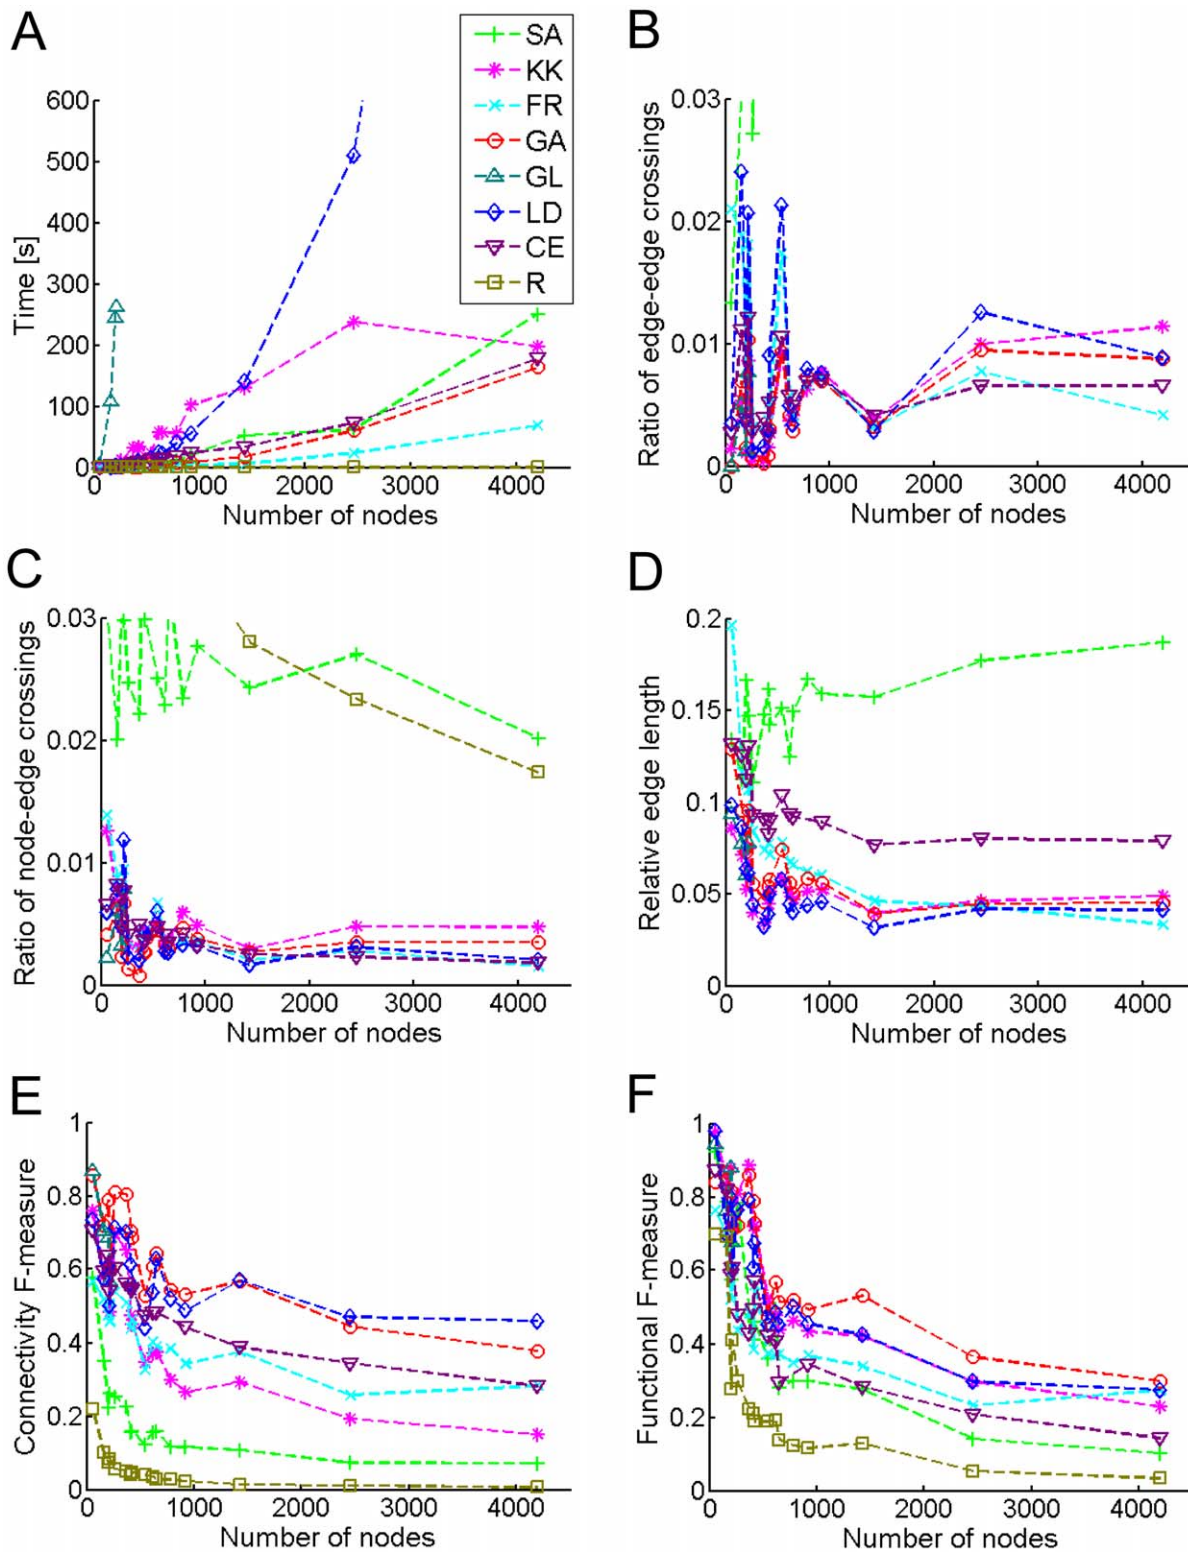 A
SA
KK
FR
GA
GL
LD
CE
R
600
500
400
300
200
100
0
Time [s]
0 1000 2000 3000 4000
Number of nodes
B
0.03
0.02
0.01
0
Ratio of edge-edge crossings
0 1000 2000 3000 4000
Number of nodes
C
0.03
0.02
0.01
0
Ratio of node-edge crossings
0 1000 2000 3000 4000
Number of nodes
D
0.2
0.15
0.1
0.05
0
Relative edge length
0 1000 2000 3000 4000
Number of nodes
E
1
0.8
0.6
0.4
0.2
0
Connectivity F-measure
0 1000 2000 3000 4000
Number of nodes
F
1
0.8
0.6
0.4
0.2
0
Functional F-measure
0 1000 2000 3000 4000
Number of nodes